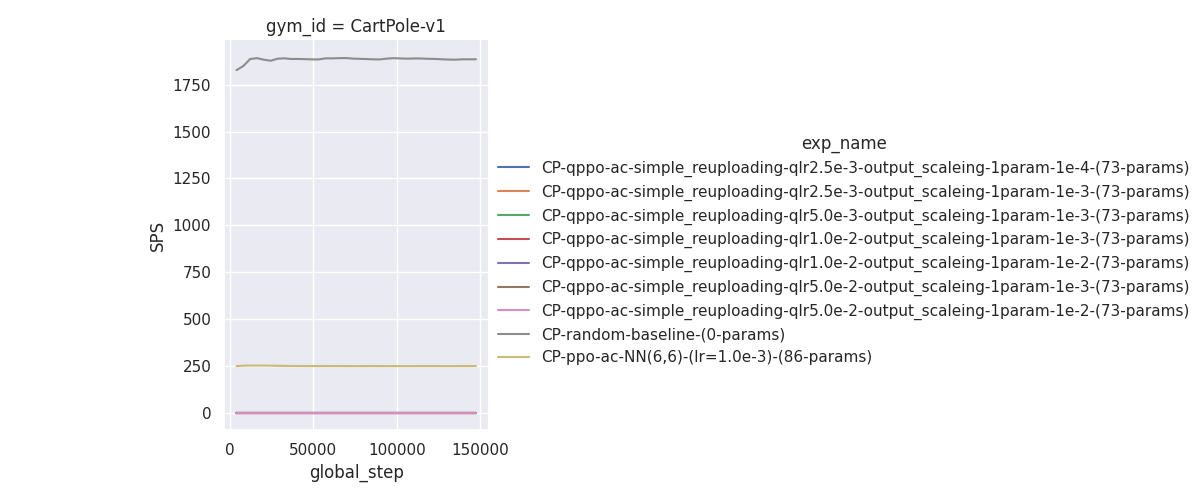 gym_id = CartPole-v1
1750
1500
1250
1000
750
500
250
0
SPS
0
50000
100000
150000
global_step
exp_name
CP-qppo-ac-simple_reuploading-qlr2.5e-3-output_scaleing-1param-1e-4-(73-params)
CP-qppo-ac-simple_reuploading-qlr2.5e-3-output_scaleing-1param-1e-3-(73-params)
CP-qppo-ac-simple_reuploading-qlr5.0e-3-output_scaleing-1param-1e-3-(73-params)
CP-qppo-ac-simple_reuploading-qlr1.0e-2-output_scaleing-1param-1e-3-(73-params)
CP-qppo-ac-simple_reuploading-qlr1.0e-2-output_scaleing-1param-1e-2-(73-params)
CP-qppo-ac-simple_reuploading-qlr5.0e-2-output_scaleing-1param-1e-3-(73-params)
CP-qppo-ac-simple_reuploading-qlr5.0e-2-output_scaleing-1param-1e-2-(73-params)
CP-random-baseline-(0-params)
CP-ppo-ac-NN(6,6)-(lr=1.0e-3)-(86-params)